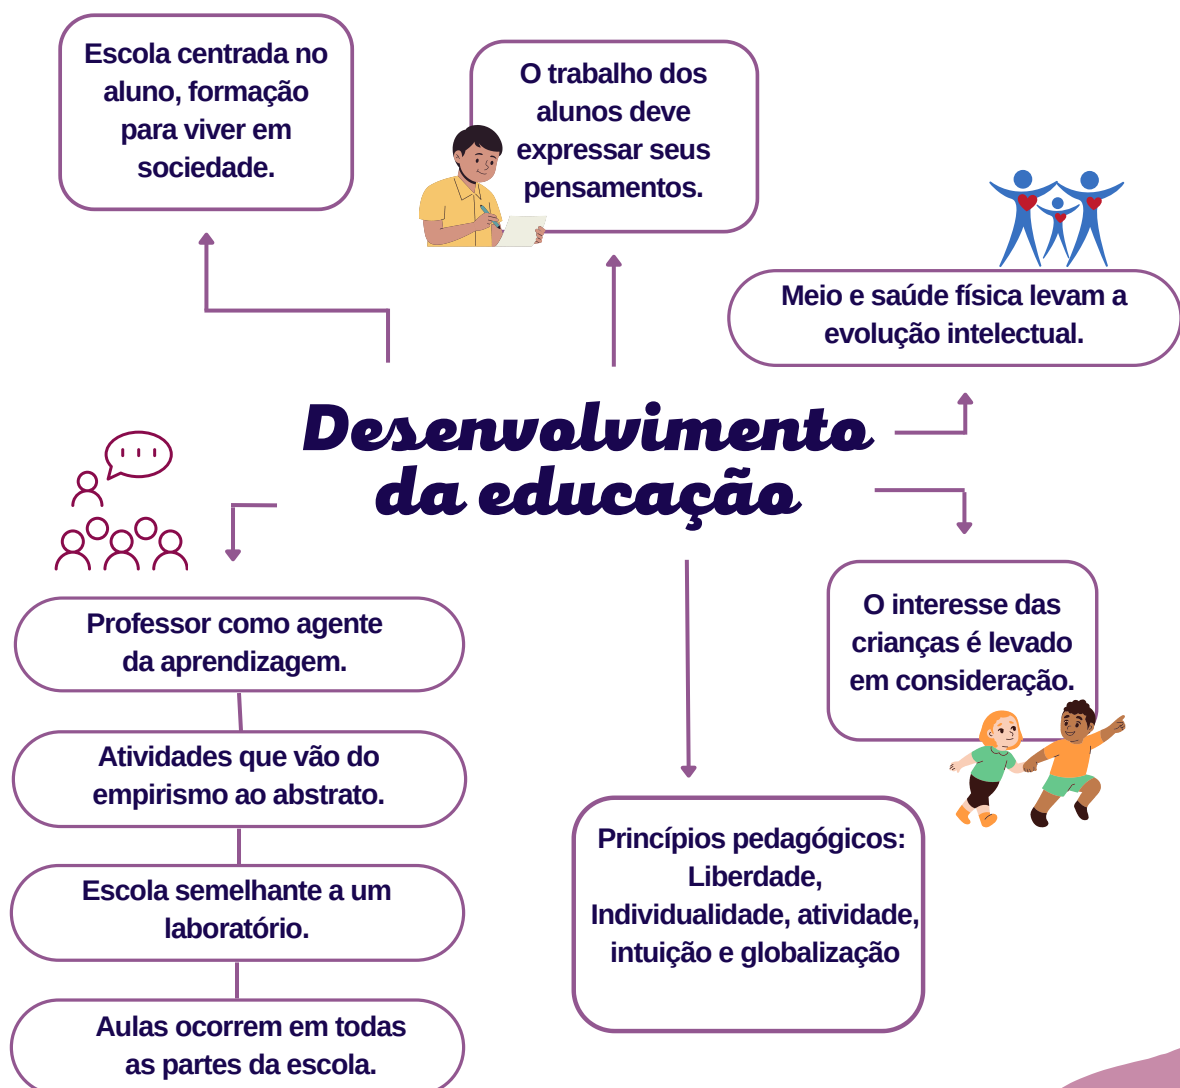 Escola centrada no
aluno, formação
para viver em
sociedade.
O trabalho dos
alunos deve
expressar seus
pensamentos.
Meio e saúde física levam a
evolução intelectual.
Desenvolvimento
da educação
Professor como agente
da aprendizagem.
Atividades que vão do
empirismo ao abstrato.
Escola semelhante a um
laboratório.
Aulas ocorrem em todas
as partes da escola.
O interesse das
crianças é levado
em consideração.
Princípios pedagógicos:
Liberdade,
Individualidade, atividade,
intuição e globalização